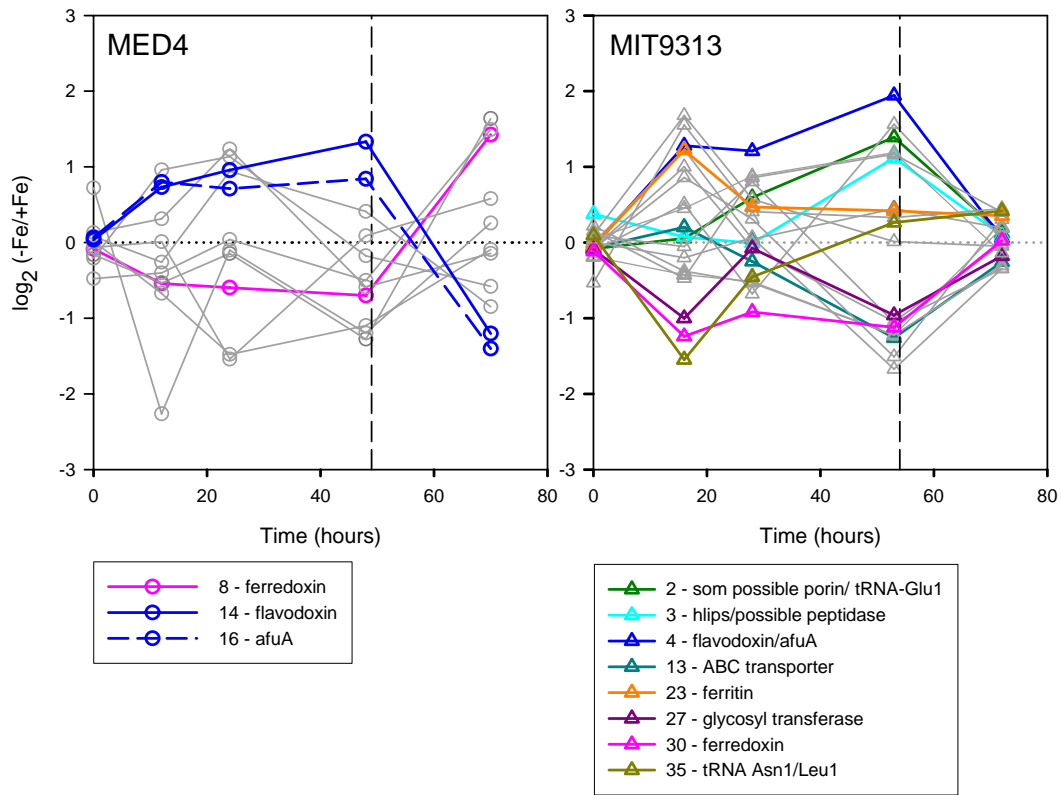 MED4
MIT9313
log2 (-Fe/+Fe)
3
2
1
0
-1
-2
-3
3
2
1
0
-1
-2
-3
0 20 40 60 80
0 20 40 60 80
Time (hours)
Time (hours)
8 - ferredoxin
14 - flavodoxin
16 - afuA
2 - som possible porin/ tRNA-Glu1
3 - hlips/possible peptidase
4 - flavodoxin/afuA
13 - ABC transporter
23 - ferritin
27 - glycosyl transferase
30 - ferredoxin
35 - tRNA Asn1/Leu1